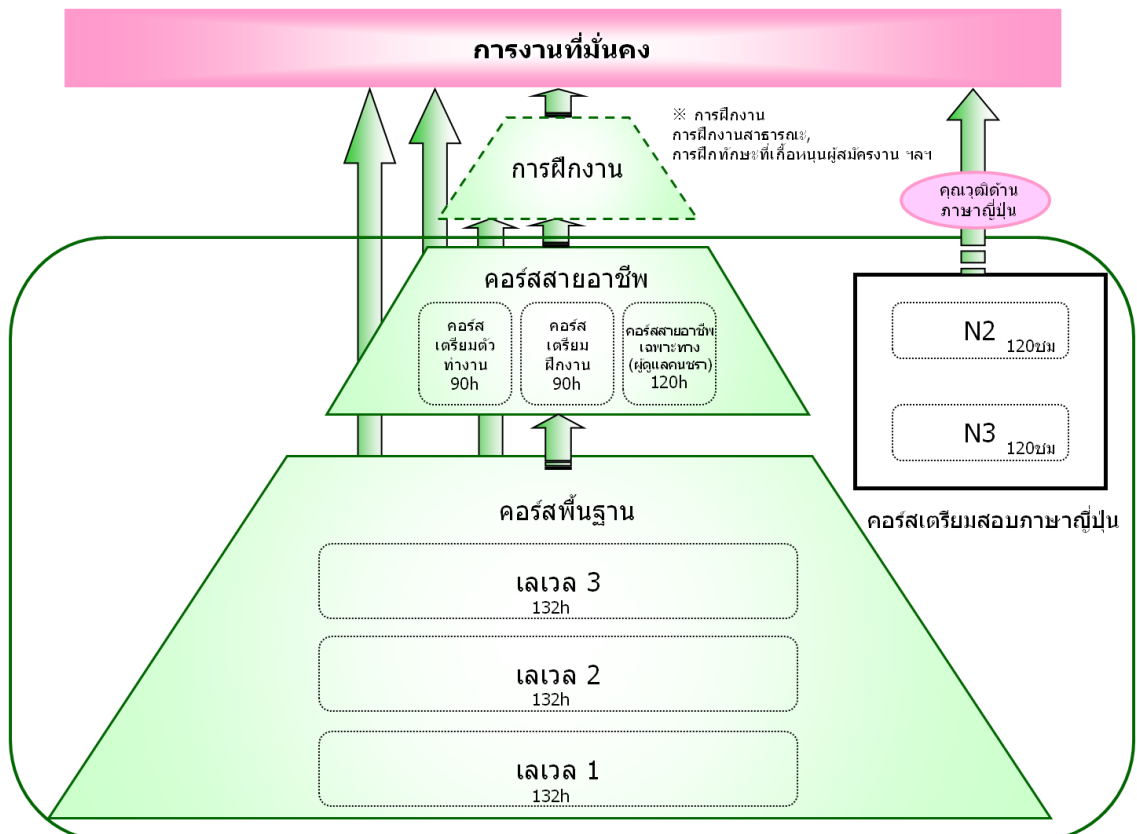 การงานที่มั่นคง
※ การฝึกงาน
การฝึกงานสาธารณะ,
การฝึกทักษะที่เกื้อหนุนผู้สมัครงาน ฯลฯ
การฝึกงาน
คุณวุฒิด้าน
ภาษาญี่ปุ่น
คอร์สสายอาชีพ
คอร์ส
เตรียมตัว
ทำงาน
90h
คอร์ส
เตรียม
ฝึกงาน
90h
คอร์สสายอาชีพ
เฉพาะทาง
(ผู้ดูแลคนชรา)
120h
N2
120ชม
N3
120ชม
คอร์สเตรียมสอบภาษาญี่ปุ่น
คอร์สพื้นฐาน
เลเวล 3
132h
เลเวล 2
132h
เลเวล 1
132h